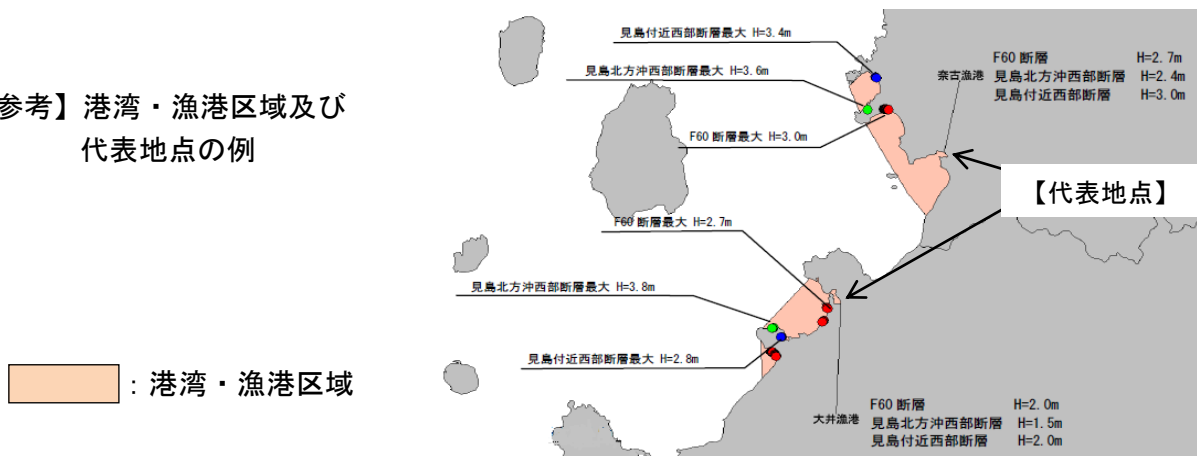 参考】港湾・漁港区域及び
代表地点の例
：港湾・漁港区域
見島付近西部断層最大 H=3.4m
見島北方沖西部断層最大 H=3.6m
F60 断層最大 H=3.0m
奈古漁港
F60 断層 H=2.7m
見島北方沖西部断層 H=2.4m
見島付近西部断層 H=3.0m
【代表地点】
F60 断層最大 H=2.7m
見島北方沖西部断層最大 H=3.8m
見島付近西部断層最大 H=2.8m
大井漁港
F60 断層 H=2.0m
見島北方沖西部断層 H=1.5m
見島付近西部断層 H=2.0m